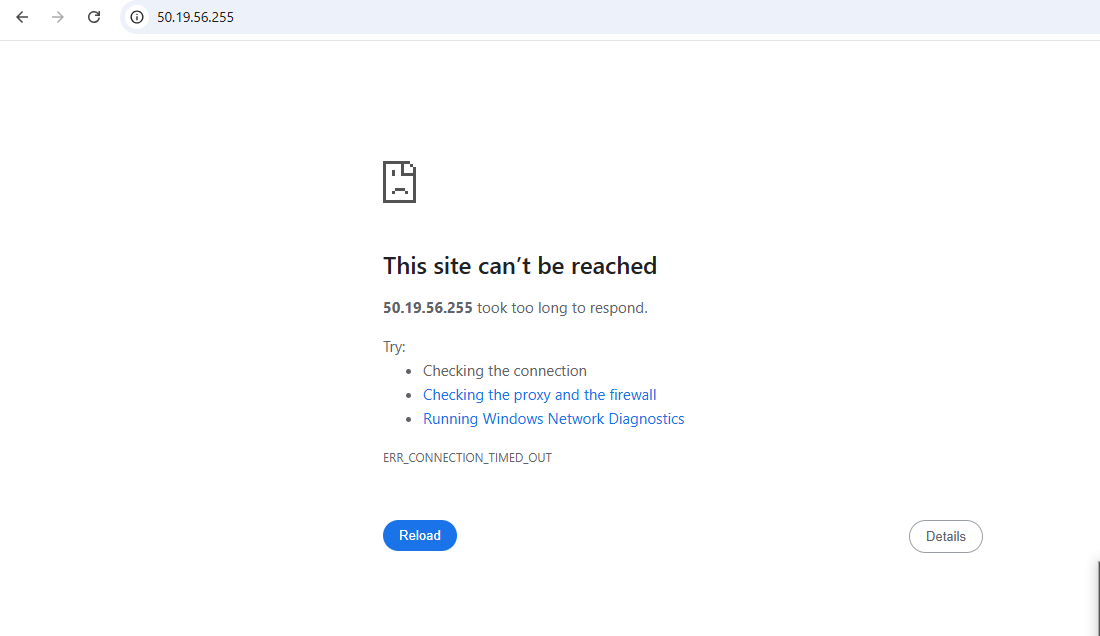 50.19.56.255
This site can’t be reached
50.19.56.255 took too long to respond.
Try:
Checking the connection
Checking the proxy and the firewall
Running Windows Network Diagnostics
ERR_CONNECTION_TIMED_OUT
Reload
Details